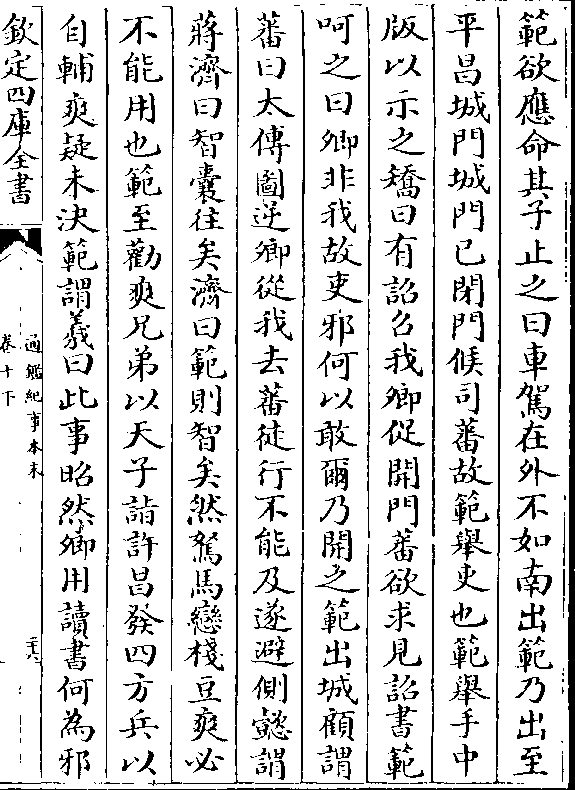 範欲應命其子止之曰車駕在外不如南出範乃出至
平昌城門城門已閉門候司蕃故範舉吏也範舉手中
版以示之矯曰有詔召我卿促開門蕃欲求見詔書範
呵之曰卿非我故吏邪何以敢爾乃開之範出城顧謂
蕃曰太傅圖逆卿從我去蕃徒行不能及遂避側懿謂
蔣濟曰智囊往矣濟曰範則智矣然駑馬戀棧豆爽必
不能用也範至勸爽兄弟以天子詣許昌發四方兵以
自輔爽疑未決範謂羲曰此事昭然卿用讀書何為邪
欽定四庫全書
通鑑紀事本末
卷十下
二十六